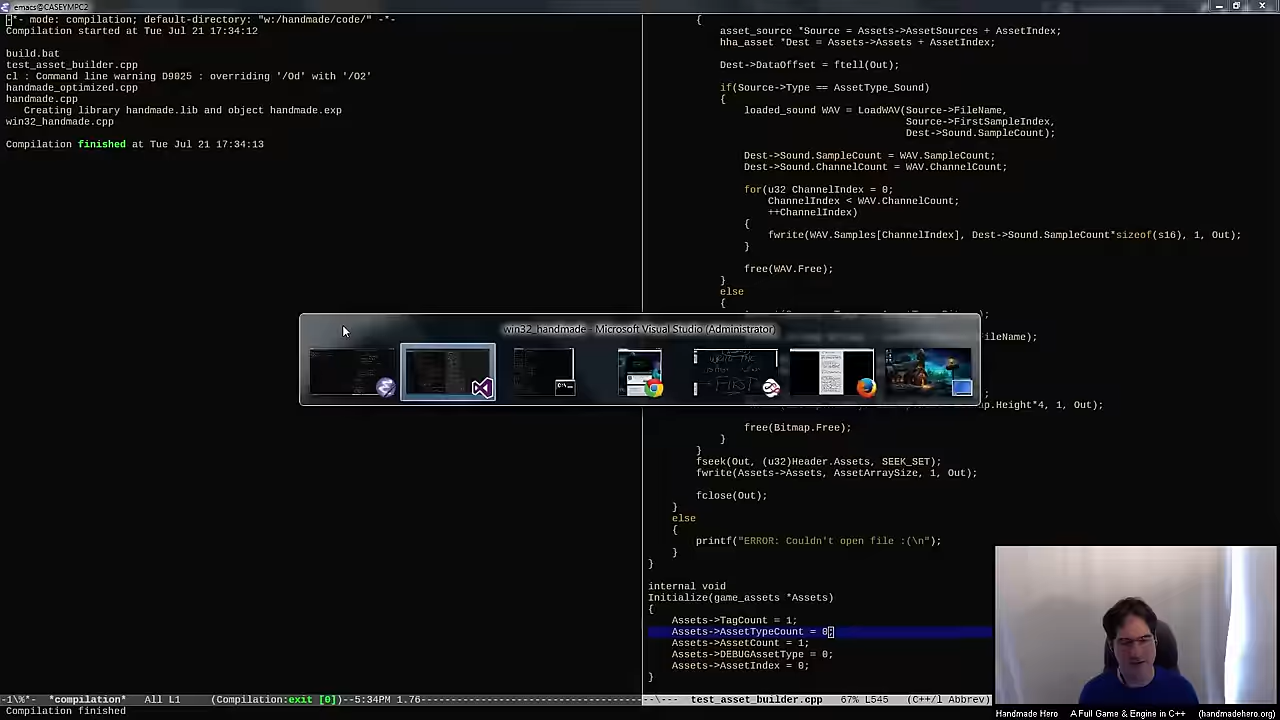 emacs@CASEYMPC2
-*- mode: compilation; default-directory: "w:/handmade/code/" -*-
Compilation started at Tue Jul 21 17:34:12
build.bat
test_asset_builder.cpp
cl : Command line warning D9025 : overriding '/Od' with '/O2'
handmade_optimized.cpp
handmade.cpp
Creating library handmade.lib and object handmade.exp
win32_handmade.cpp
Compilation finished at Tue Jul 21 17:34:13
{
asset_source *Source = Assets->AssetSources + AssetIndex;
hha_asset *Dest = Assets->Assets + AssetIndex;
Dest->DataOffset = ftell(Out);
if(Source->Type == AssetType_Sound)
{
loaded_sound WAV = LoadWAV(Source->FileName,
Source->FirstSampleIndex,
Dest->Sound.SampleCount);
Dest->Sound.SampleCount = WAV.SampleCount;
Dest->Sound.ChannelCount = WAV.ChannelCount;
for(u32 ChannelIndex = 0;
ChannelIndex < WAV.ChannelCount;
++ChannelIndex)
{
fwrite(WAV.Samples[ChannelIndex], Dest->Sound.SampleCount*sizeof(s16), 1, Out);
}
free(WAV.Free);
}
else
{
win32_handmade - Microsoft Visual Studio (Administrator)
FileName);
.Height*4, 1, Out);
free(Bitmap.Free);
}
}
fseek(Out, (u32)Header.Assets, SEEK_SET);
fwrite(Assets->Assets, AssetArraySize, 1, Out);
fclose(Out);
}
else
{
printf("ERROR: Couldn't open file :(\n");
}
}
internal void
Initialize(game_assets *Assets)
{
Assets->TagCount = 1;
Assets->AssetTypeCount = 0;
Assets->AssetCount = 1;
Assets->DEBUGAssetType = 0;
Assets->AssetIndex = 0;
}
-1\%*- *compilation* All L1 (Compilation:exit [0])--5:34PM 1.76
Compilation finished
-\--- test_asset_builder.cpp 67% L545 (C++/l Abbrev)
Handmade Hero A Full Game & Engine in C++ (handmadehero.org)